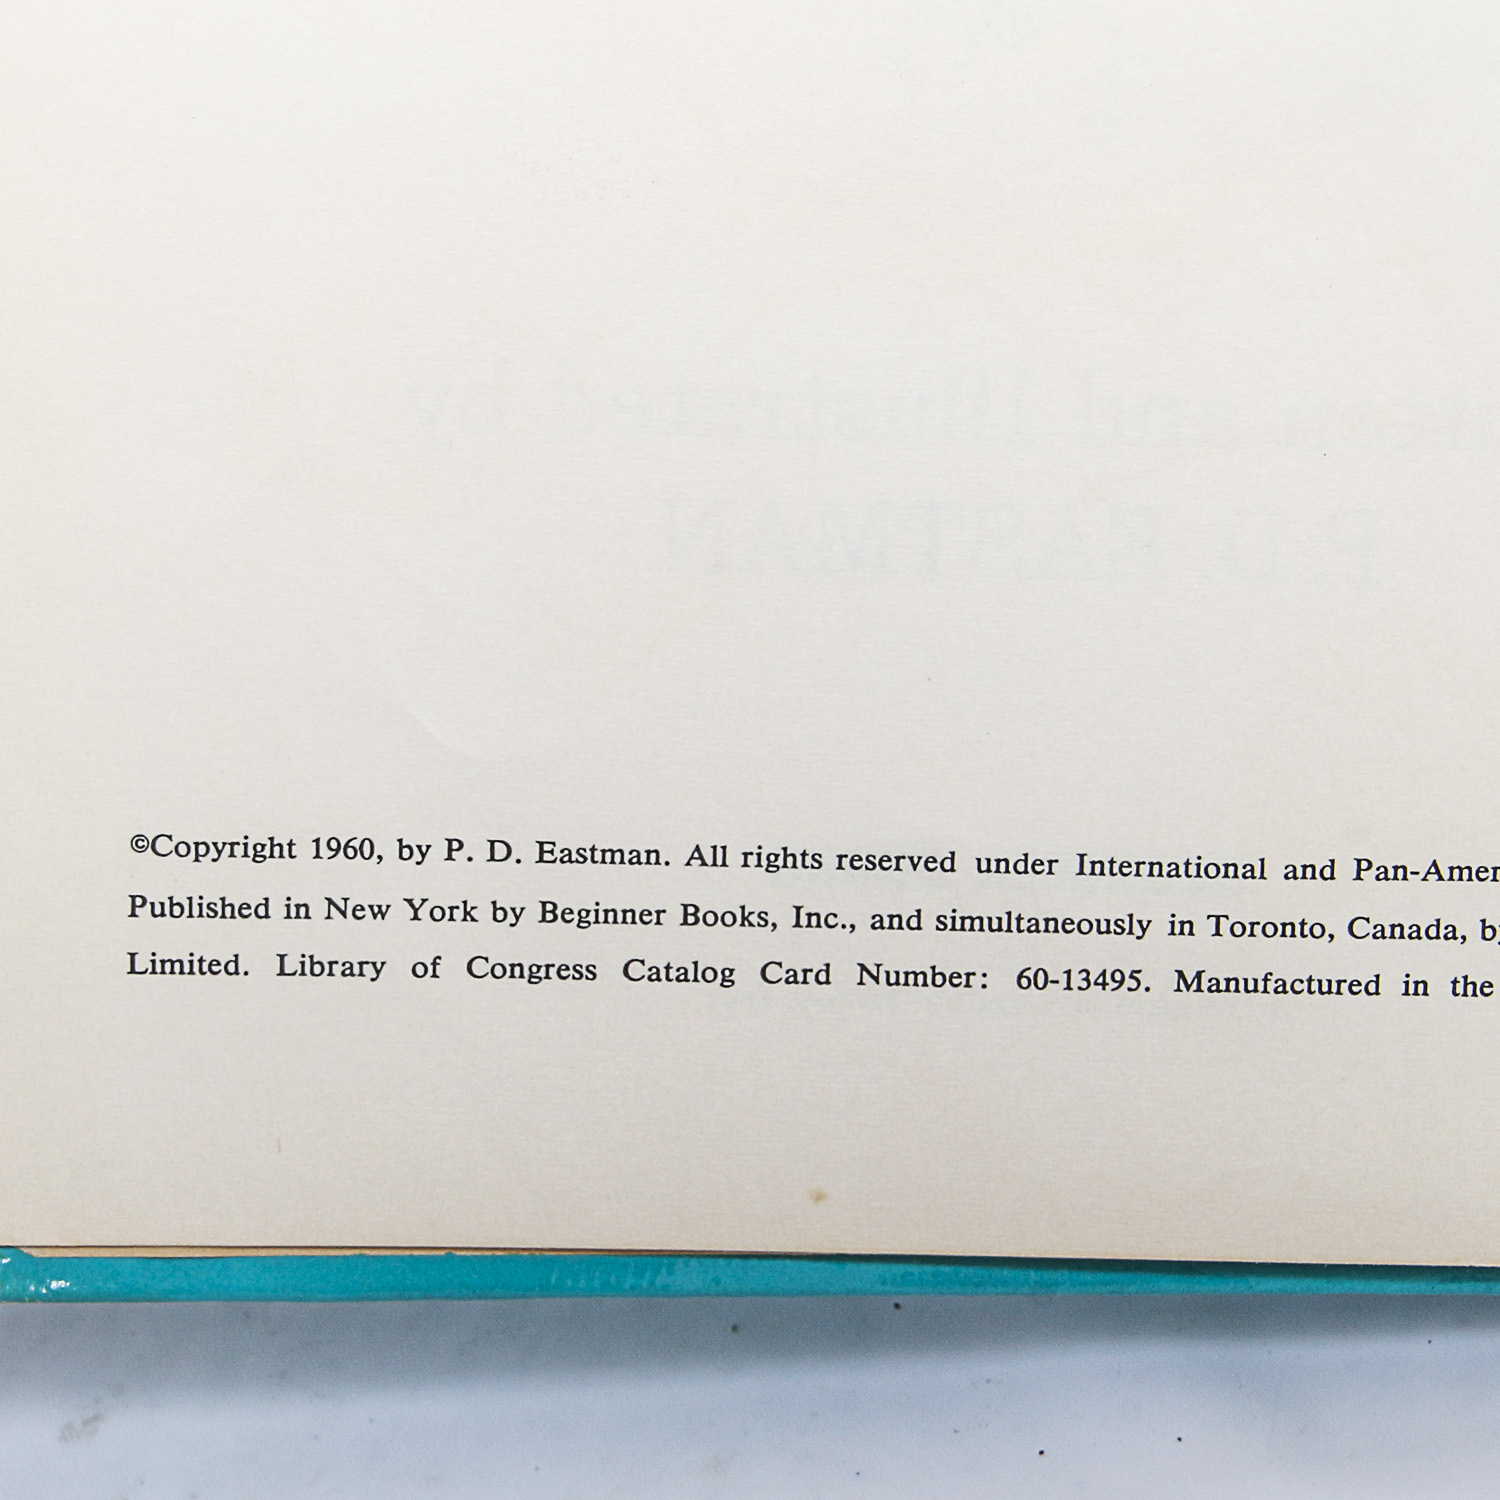 ©Copyright 1960, by P. D. Eastman. All rights reserved under International and Pan-Amer
Published in New York by Beginner Books, Inc., and simultaneously in Toronto, Canada, b
Limited. Library of Congress Catalog Card Number: 60-13495. Manufactured in the